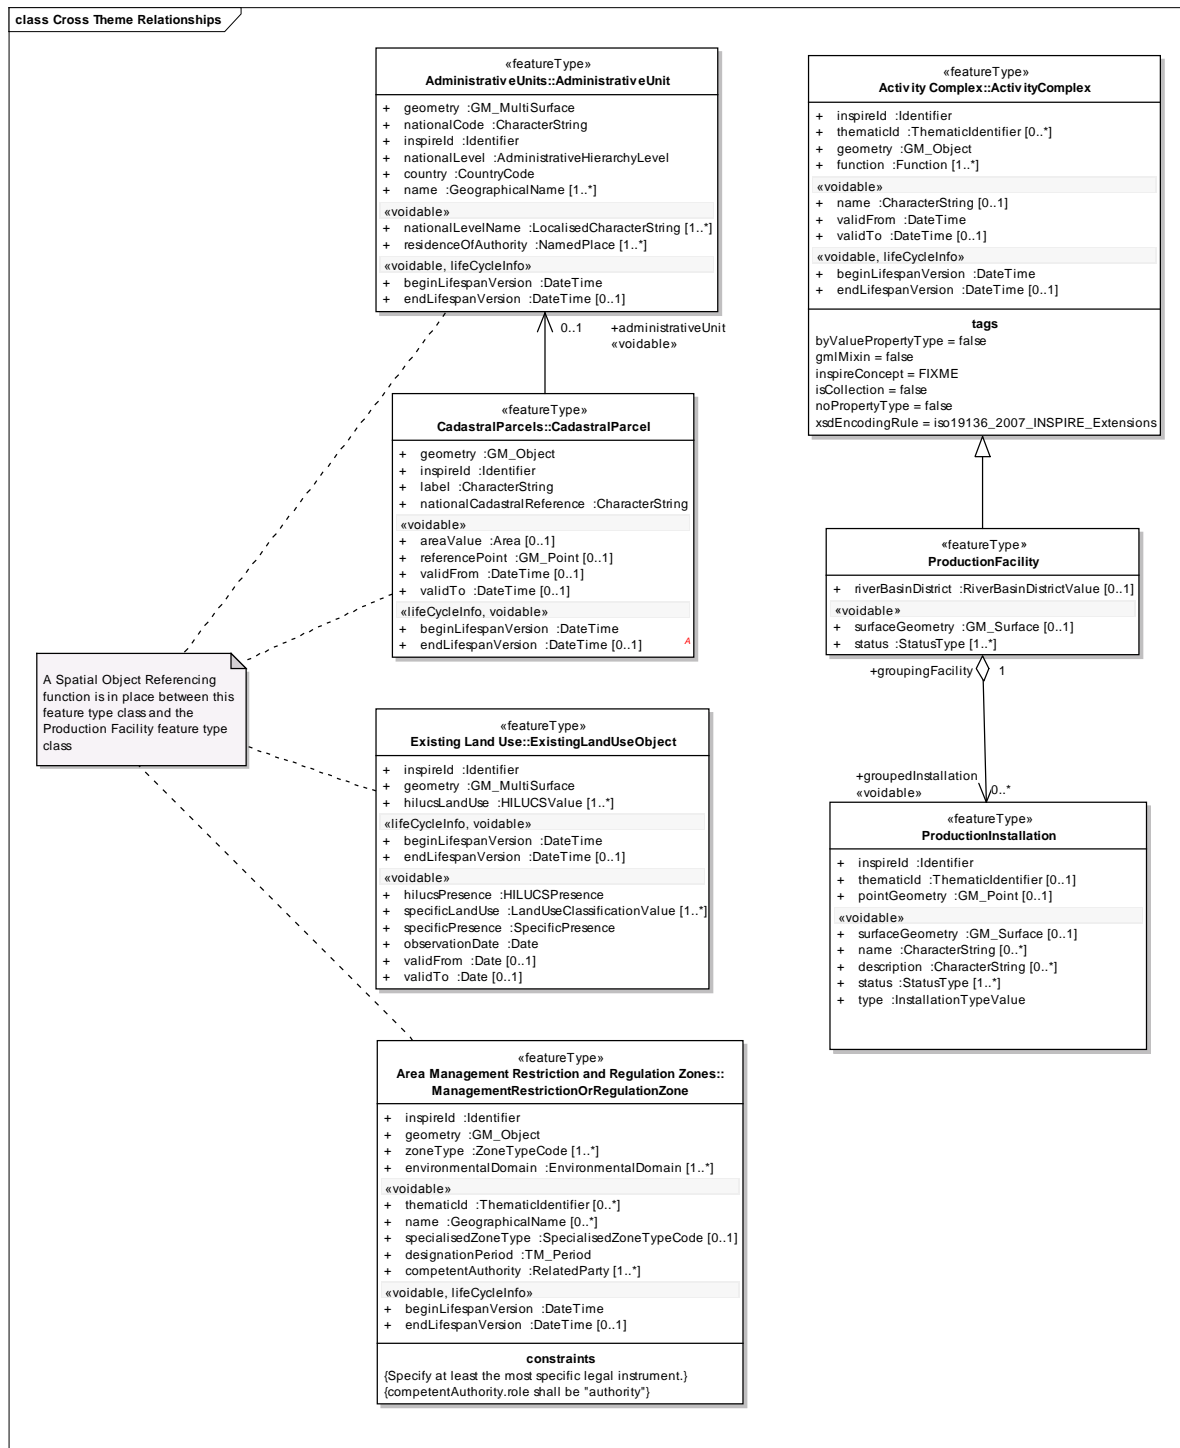 class Cross Theme Relationships
«featureType»
AdministrativeUnits::AdministrativeUnit
+ geometry :GM_MultiSurface
+ nationalCode :CharacterString
+ inspireId :Identifier
+ nationalLevel :AdministrativeHierarchyLevel
+ country :CountryCode
+ name :GeographicalName [1..*]
«voidable»
+ nationalLevelName :LocalisedCharacterString [1..*]
+ residenceOfAuthority :NamedPlace [1..*]
«voidable, lifeCycleInfo»
+ beginLifespanVersion :DateTime
+ endLifespanVersion :DateTime [0..1]
0..1
+administrativeUnit
«voidable»
«featureType»
CadastralParcels::CadastralParcel
+ geometry :GM_Object
+ inspireId :Identifier
+ label :CharacterString
+ nationalCadastralReference :CharacterString
«voidable»
+ areaValue :Area [0..1]
+ referencePoint :GM_Point [0..1]
+ validFrom :DateTime [0..1]
+ validTo :DateTime [0..1]
«lifeCycleInfo, voidable»
+ beginLifespanVersion :DateTime
+ endLifespanVersion :DateTime [0..1]
A
A Spatial Object Referencing
function is in place between this
feature type class and the
Production Facility feature type
class
«featureType»
Existing Land Use::ExistingLandUseObject
+ inspireId :Identifier
+ geometry :GM_MultiSurface
+ hilucsLandUse :HILUCSValue [1..*]
«lifeCycleInfo, voidable»
+ beginLifespanVersion :DateTime
+ endLifespanVersion :DateTime [0..1]
«voidable»
+ hilucsPresence :HILUCSPresence
+ specificLandUse :LandUseClassificationValue [1..*]
+ specificPresence :SpecificPresence
+ observationDate :Date
+ validFrom :Date [0..1]
+ validTo :Date [0..1]
«featureType»
Area Management Restriction and Regulation Zones::
ManagementRestrictionOrRegulationZone
+ inspireId :Identifier
+ geometry :GM_Object
+ zoneType :ZoneTypeCode [1..*]
+ environmentalDomain :EnvironmentalDomain [1..*]
«voidable»
+ thematicId :ThematicIdentifier [0..*]
+ name :GeographicalName [0..*]
+ specialisedZoneType :SpecialisedZoneTypeCode [0..1]
+ designationPeriod :TM_Period
+ competentAuthority :RelatedParty [1..*]
«voidable, lifeCycleInfo»
+ beginLifespanVersion :DateTime
+ endLifespanVersion :DateTime [0..1]
constraints
{Specify at least the most specific legal instrument.}
{competentAuthority.role shall be "authority"}
«featureType»
Activity Complex::ActivityComplex
+ inspireId :Identifier
+ thematicId :ThematicIdentifier [0..*]
+ geometry :GM_Object
+ function :Function [1..*]
«voidable»
+ name :CharacterString [0..1]
+ validFrom :DateTime
+ validTo :DateTime [0..1]
«voidable, lifeCycleInfo»
+ beginLifespanVersion :DateTime
+ endLifespanVersion :DateTime [0..1]
tags
byValuePropertyType = false
gmlMixin = false
inspireConcept = FIXME
isCollection = false
noPropertyType = false
xsdEncodingRule = iso19136_2007_INSPIRE_Extensions
«featureType»
ProductionFacility
+ riverBasinDistrict :RiverBasinDistrictValue [0..1]
«voidable»
+ surfaceGeometry :GM_Surface [0..1]
+ status :StatusType [1..*]
+groupingFacility 1
+groupedInstallation
«voidable» 0..*
«featureType»
ProductionInstallation
+ inspireId :Identifier
+ thematicId :ThematicIdentifier [0..1]
+ pointGeometry :GM_Point [0..1]
«voidable»
+ surfaceGeometry :GM_Surface [0..1]
+ name :CharacterString [0..*]
+ description :CharacterString [0..*]
+ status :StatusType [1..*]
+ type :InstallationTypeValue